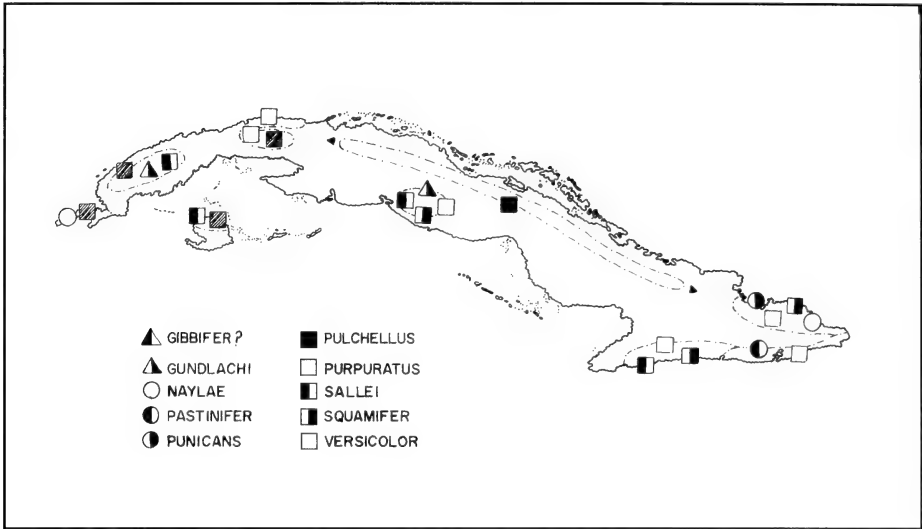 GIBBIFER?
GUNDLACHI
NAYLAE
PASTINIFER
PUNICANS
PULCHELLUS
PURPURATUS
SALLEI
SQUAMIFER
VERSICOLOR